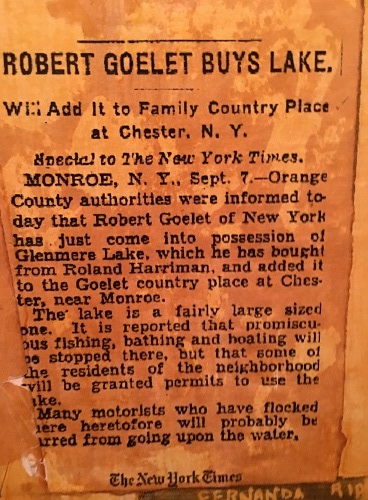 ROBERT GOELET BUYS LAKE.
Will Add It to Family Country Place
at Chester, N. Y.
Special to The New York Times.
MONROE, N. Y., Sept. 7.—Orange
County authorities were informed to-
day that Robert Goelet of New York
has just come into possession of
Glenmere Lake, which he has bought
from Roland Harriman, and added it
to the Goelet country place at Ches-
ter, near Monroe.
The lake is a fairly large sized
one. It is reported that promiscu-
ous fishing, bathing and boating will
be stopped there, but that some of
the residents of the neighborhood
will be granted permits to use the
lake.
Many motorists who have flocked
here heretofore will probably be
urred from going upon the water.
The New York Times